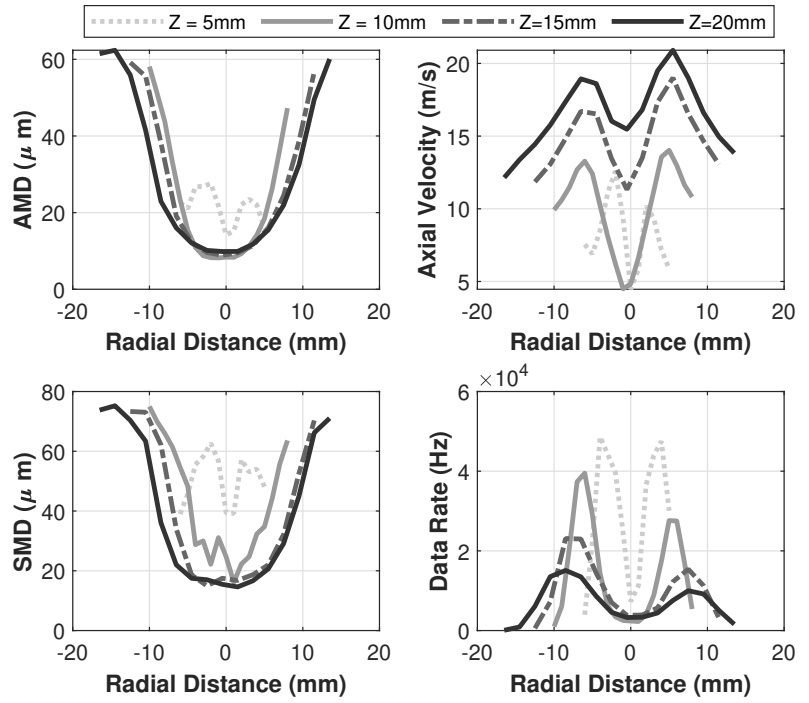 Z = 5mm Z = 10mm Z=15mm Z=20mm
60
40
20
0
AMD (μ m)
-20 -10 0 10 20
Radial Distance (mm)
20
15
10
5
Axial Velocity (m/s)
-20 -10 0 10 20
Radial Distance (mm)
80
60
40
20
0
SMD (μ m)
-20 -10 0 10 20
Radial Distance (mm)
×10⁴
6
4
2
0
Data Rate (Hz)
-20 -10 0 10 20
Radial Distance (mm)